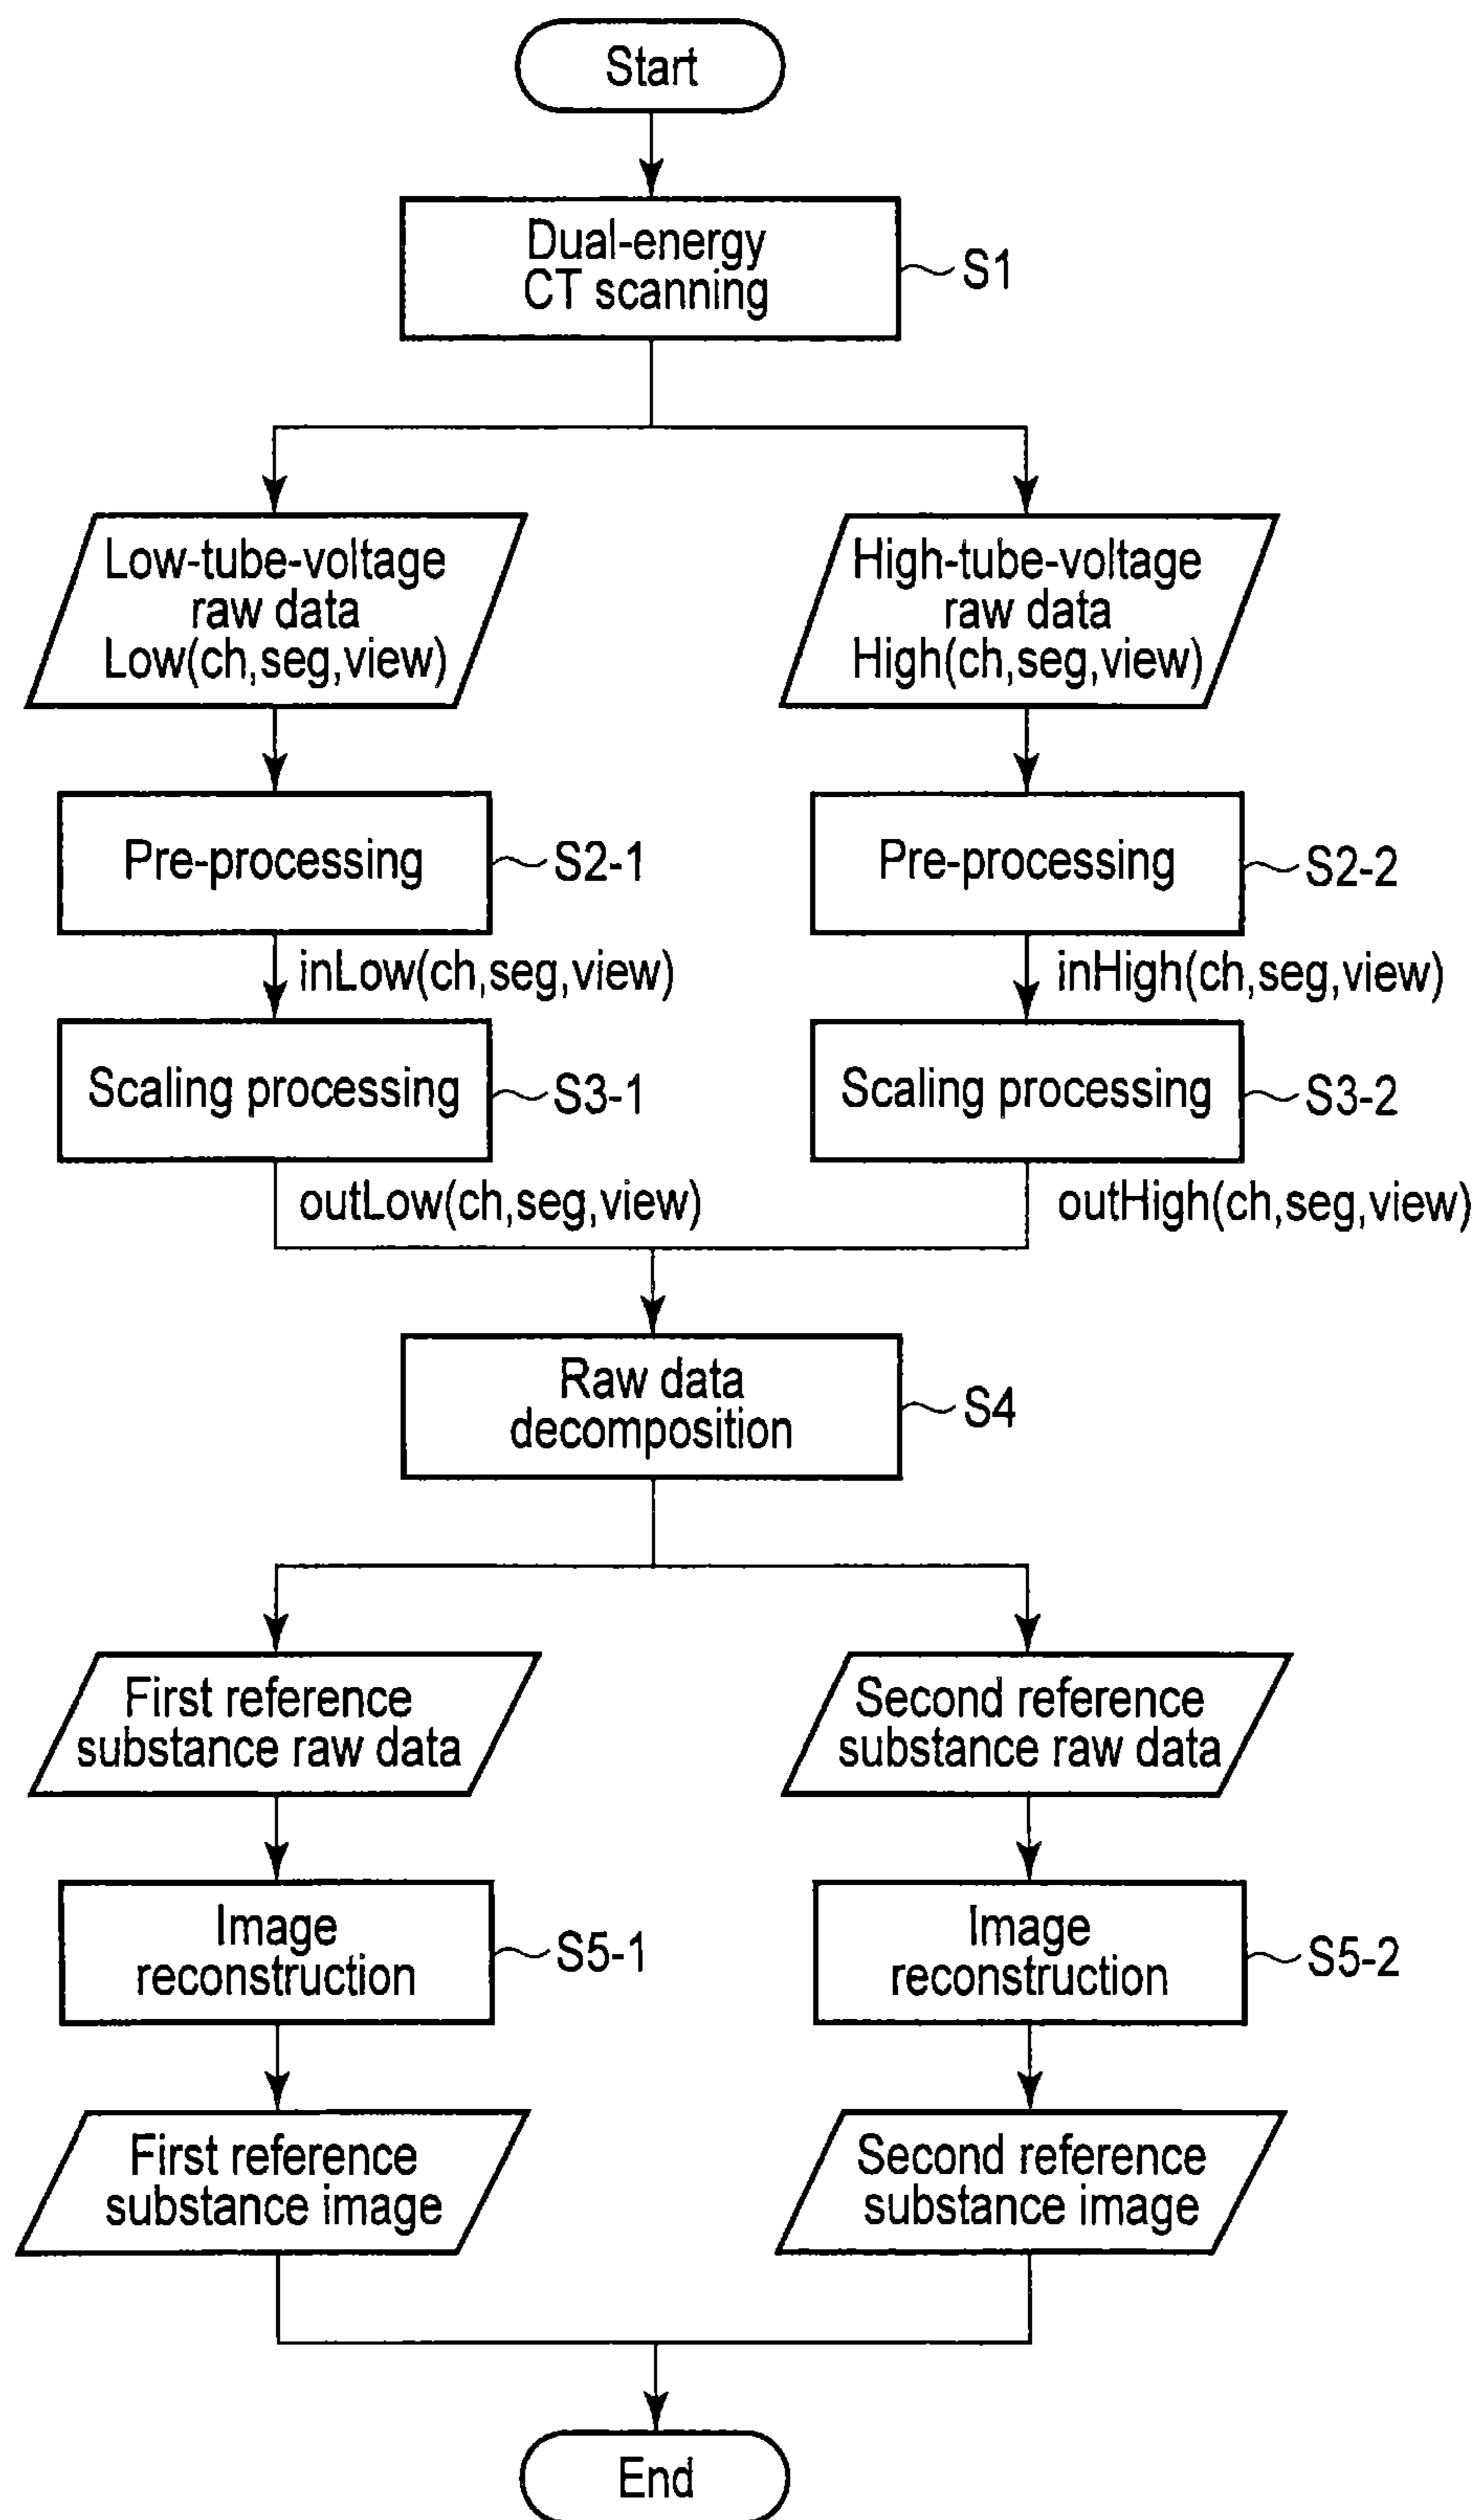 Start
Dual-energy
CT scanning
S1
Low-tube-voltage
raw data
Low(ch,seg,view)
High-tube-voltage
raw data
High(ch,seg,view)
Pre-processing
S2-1
Pre-processing
S2-2
inLow(ch,seg,view)
inHigh(ch,seg,view)
Scaling processing
S3-1
Scaling processing
S3-2
outLow(ch,seg,view)
outHigh(ch,seg,view)
Raw data
decomposition
S4
First reference
substance raw data
Second reference
substance raw data
Image
reconstruction
S5-1
Image
reconstruction
S5-2
First reference
substance image
Second reference
substance image
End